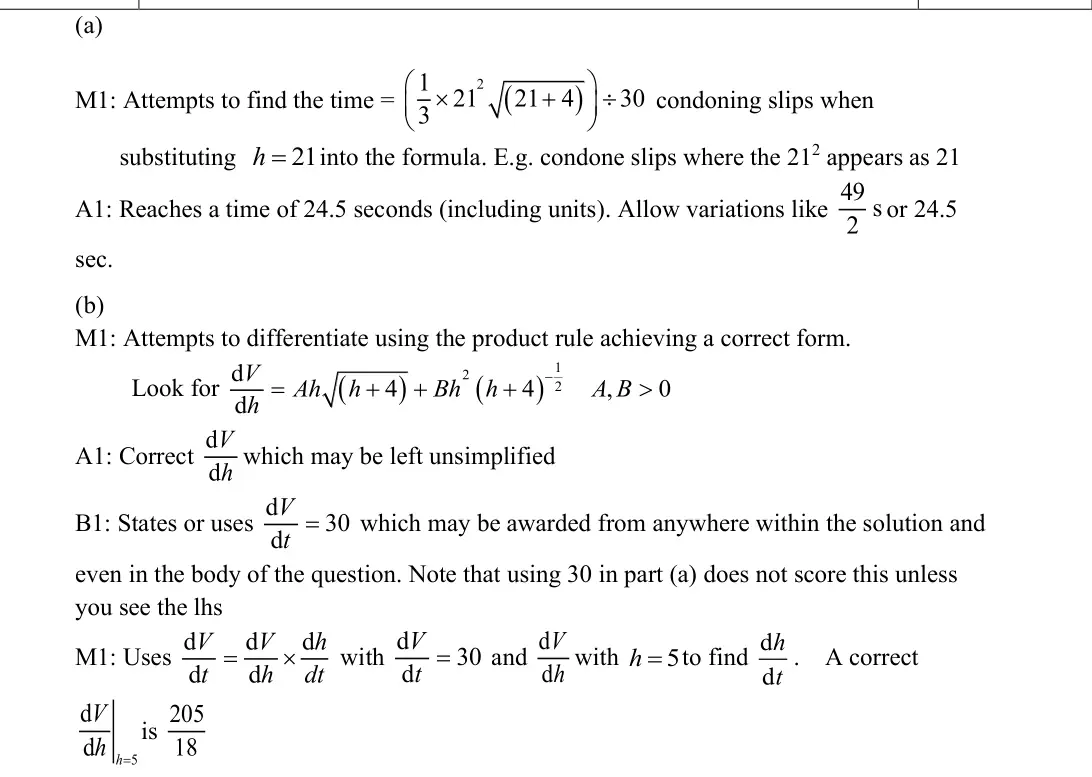 (a)
M1: Attempts to find the time = (1/3 × 21² √(21 + 4)) ÷ 30 condoning slips when
substituting h = 21 into the formula. E.g. condone slips where the 21² appears as 21
A1: Reaches a time of 24.5 seconds (including units). Allow variations like 49/2 s or 24.5
sec.
(b)
M1: Attempts to differentiate using the product rule achieving a correct form.
Look for dV/dh = Ah√(h + 4) + Bh² (h + 4)^(-1/2) A, B > 0
A1: Correct dV/dh which may be left unsimplified
B1: States or uses dV/dt = 30 which may be awarded from anywhere within the solution and
even in the body of the question. Note that using 30 in part (a) does not score this unless
you see the lhs
M1: Uses dV/dt = dV/dh × dh/dt with dV/dt = 30 and dV/dh with h = 5 to find dh/dt. A correct
dV/dh|h=5 is 205/18